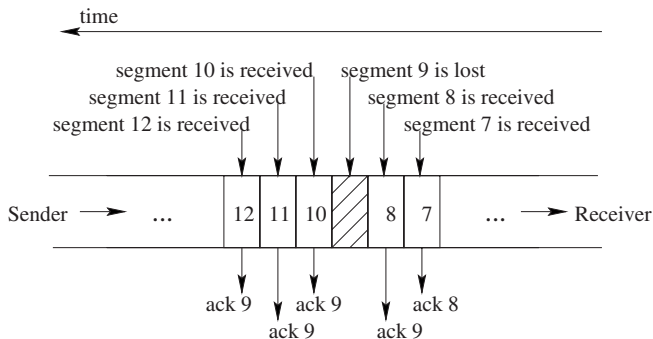 time
segment 10 is received segment 9 is lost
segment 11 is received segment 8 is received
segment 12 is received segment 7 is received
Sender ... 12 11 10 8 7 ... Receiver
ack 9 ack 9 ack 8
ack 9 ack 9